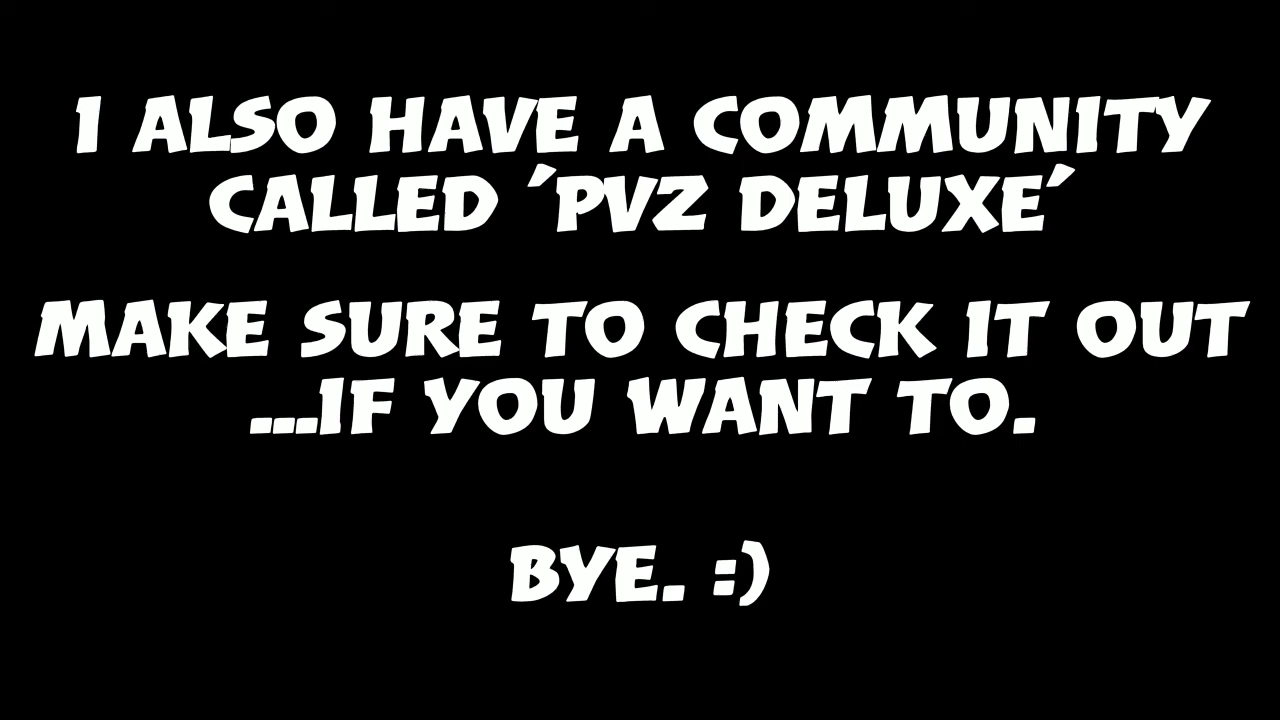 I ALSO HAVE A COMMUNITY
CALLED 'PVZ DELUXE'
MAKE SURE TO CHECK IT OUT
...IF YOU WANT TO.
BYE. :)